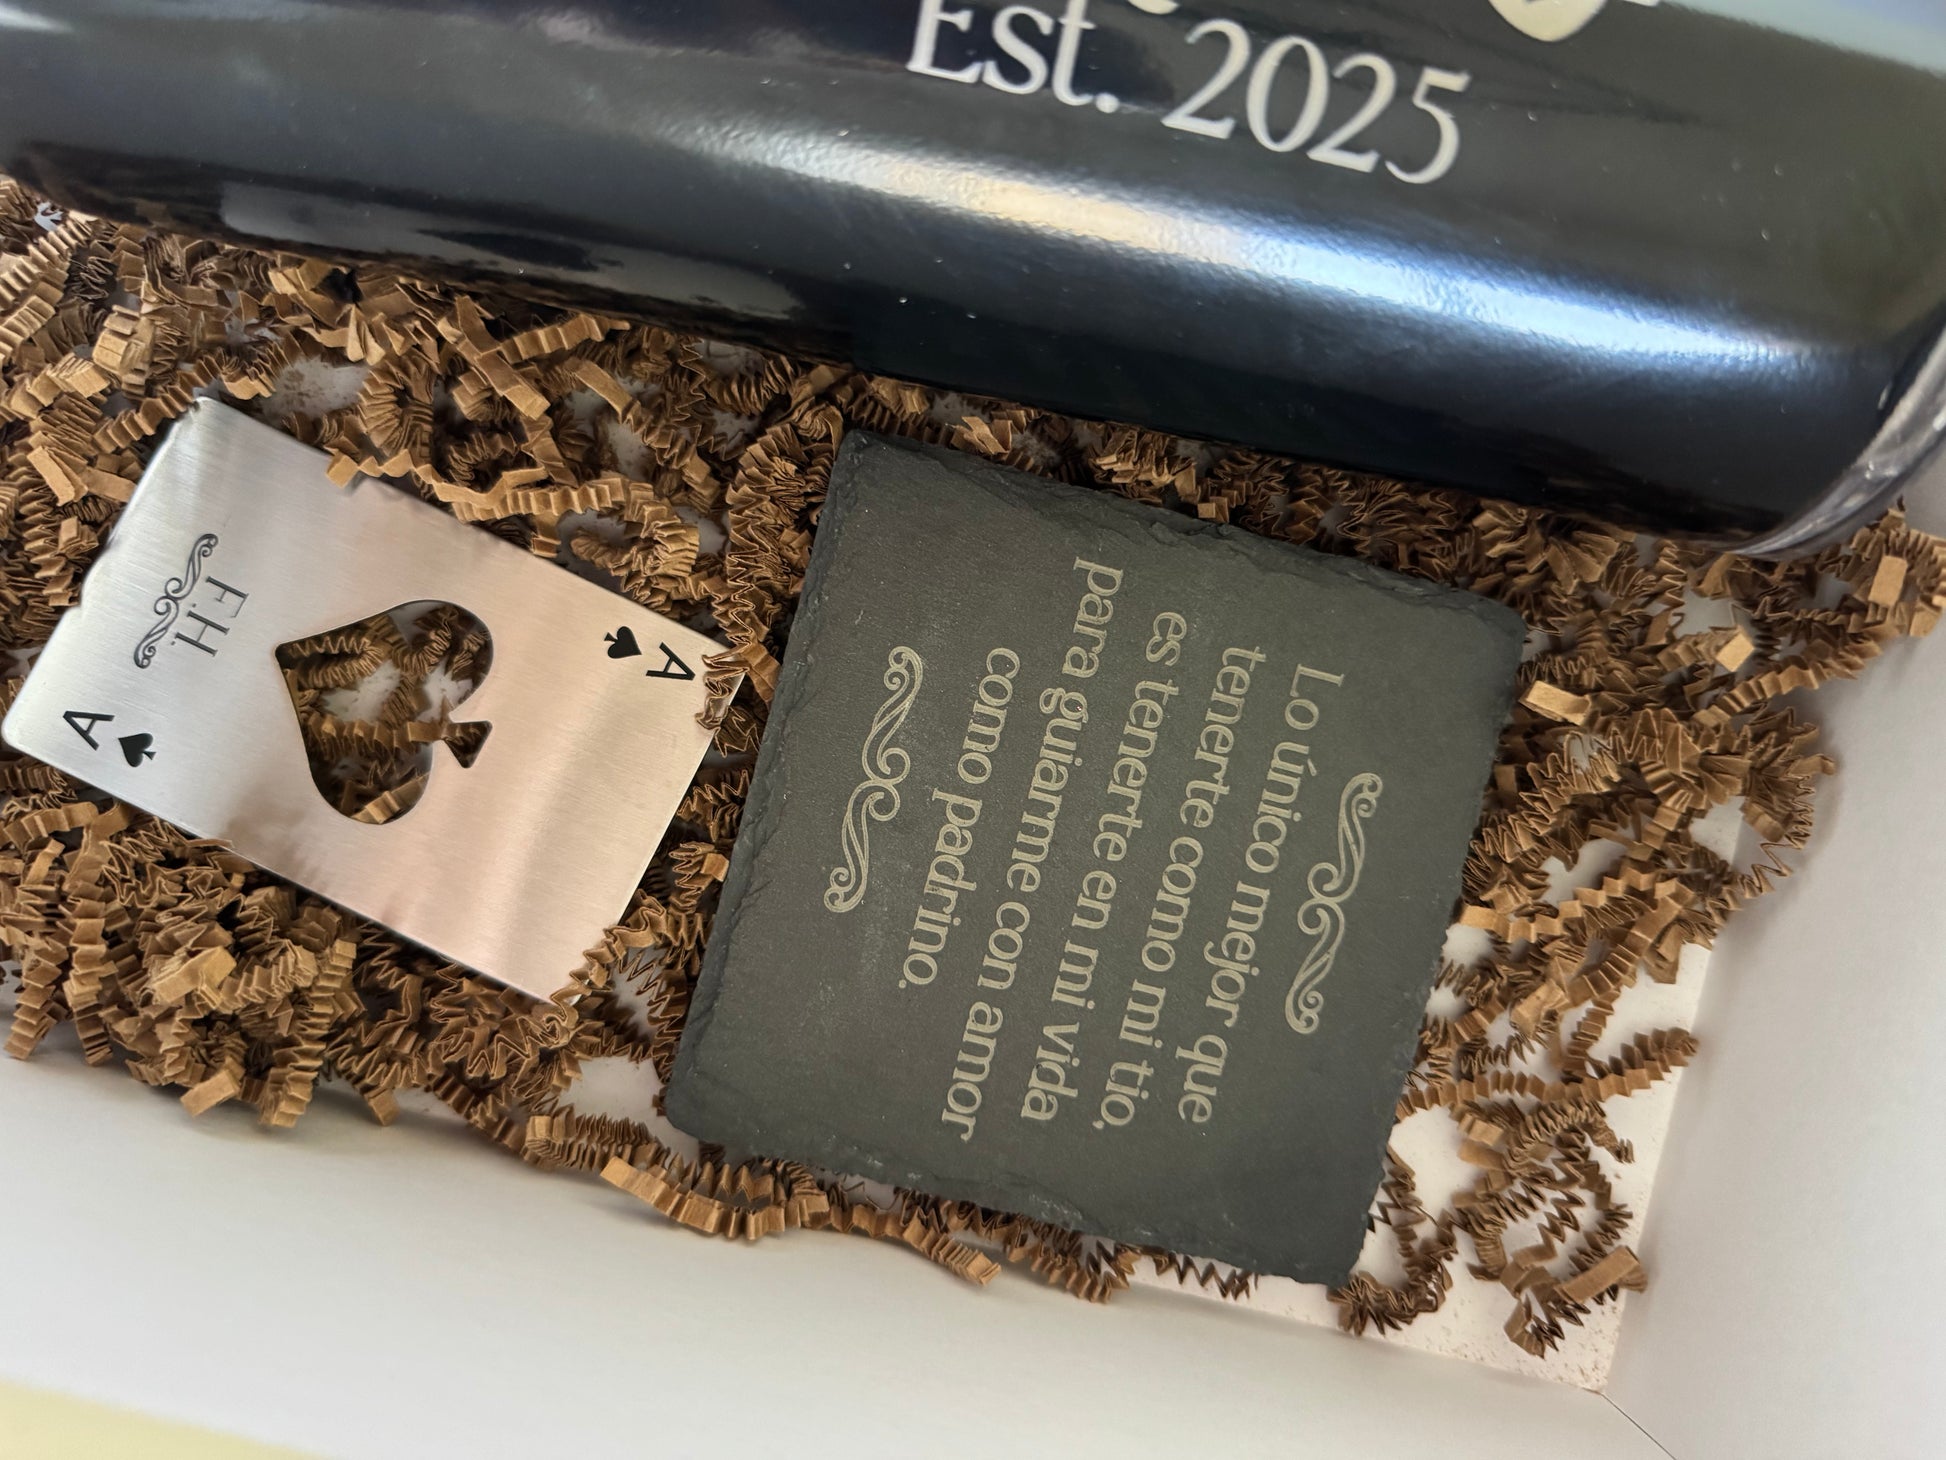 Est. 2025
A
F.H.
A
Lo único mejor que
tenerte como mi tio,
es tenerte en mi vida
para guiarme con amor
como padrino.